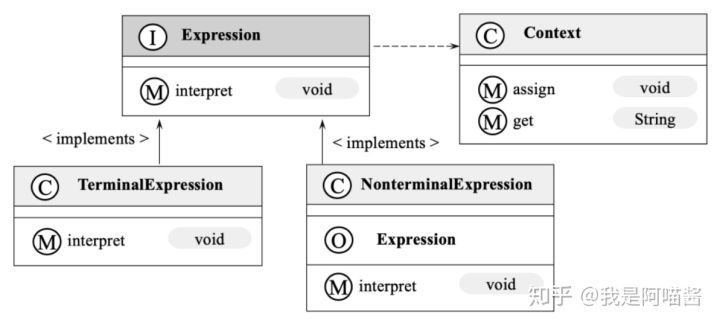 I Expression
C Context
M interpret void
M assign void
M get String
< implements >
< implements >
C TerminalExpression
M interpret void
C NonterminalExpression
O Expression
M interpret void
知乎 @我是阿喵酱